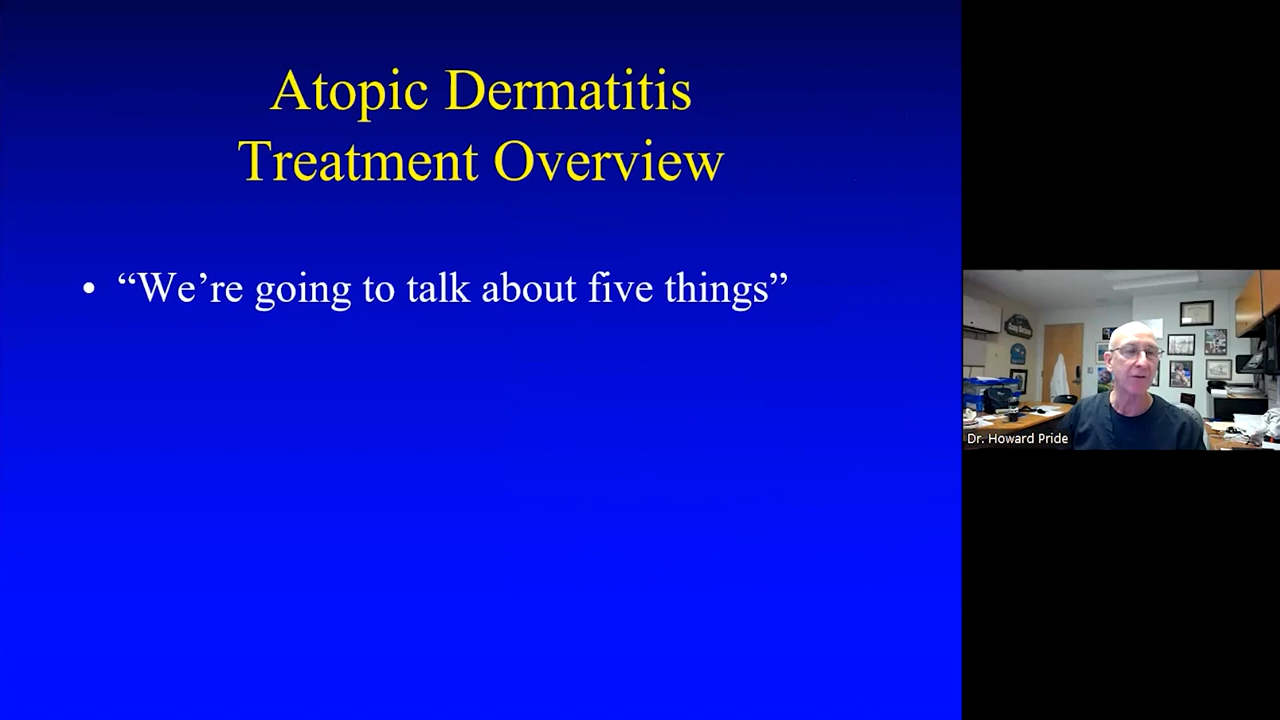 Atopic Dermatitis
Treatment Overview
• “We’re going to talk about five things”
Dr. Howard Pride